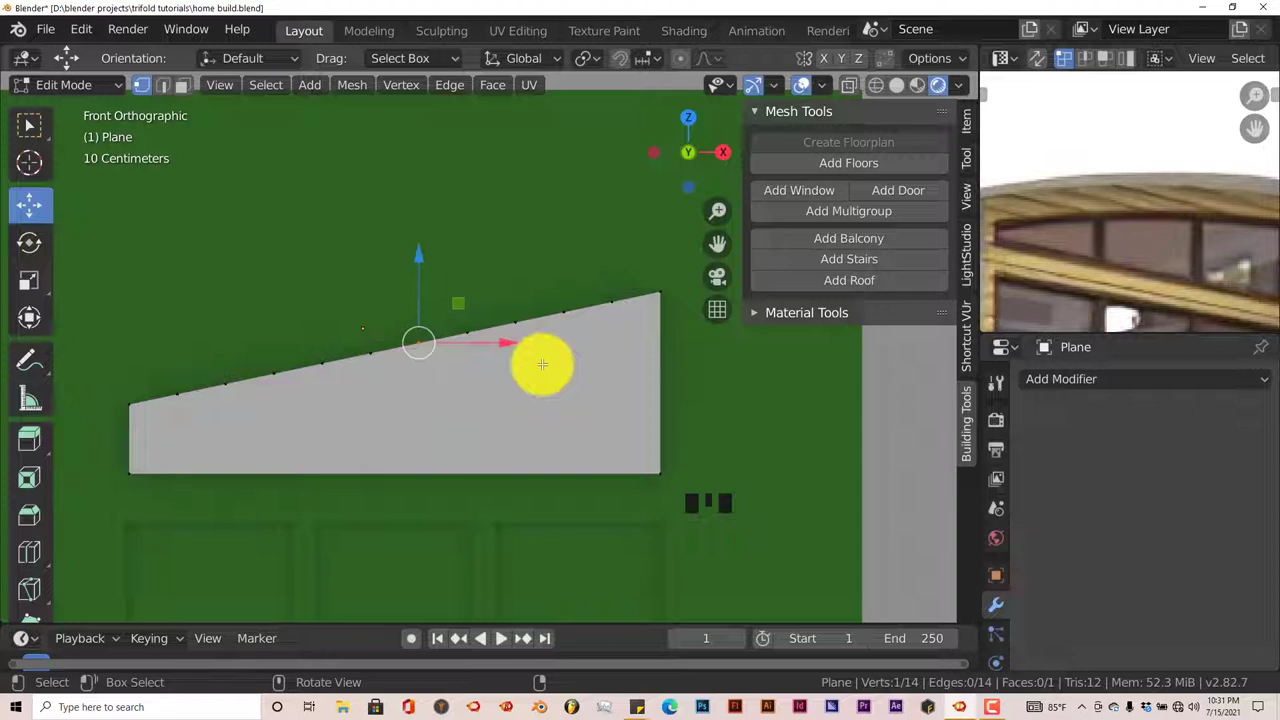 Blender* [D:\blender projects\trifold tutorials\home build.blend]
File Edit Render Window Help Layout Modeling Sculpting UV Editing Texture Paint Shading Animation Renderi Scene View Layer
Orientation: Default Drag: Select Box Global X Y Z Options View Select
Edit Mode View Select Add Mesh Vertex Edge Face UV
Front Orthographic
(1) Plane
10 Centimeters
Z
X
Y
Mesh Tools
Create Floorplan
Add Floors
Add Window Add Door
Add Multigroup
Add Balcony
Add Stairs
Add Roof
Material Tools
Item
Tool
View
LightStudio
Shortcut VUr
Building Tools
Plane
Add Modifier
Playback Keying View Marker 1 Start 1 End 250
Select Box Select Rotate View Plane | Verts:1/14 | Edges:0/14 | Faces:0/1 | Tris:12 | Mem: 52.3 MiB | v2.82.7
Type here to search
85°F
10:31 PM
7/15/2021